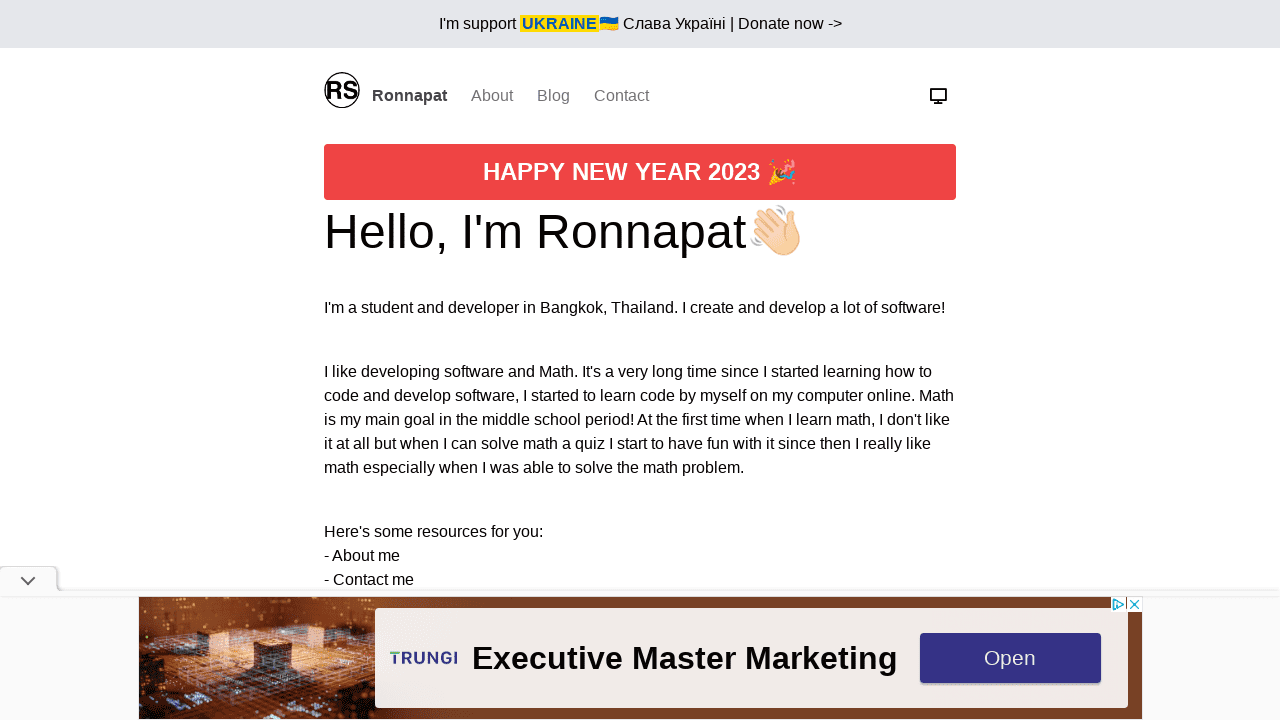 I'm support UKRAINE🇺🇦 Слава Україні | Donate now ->
RS Ronnapat About Blog Contact
HAPPY NEW YEAR 2023 🎉
Hello, I'm Ronnapat👋🏻
I'm a student and developer in Bangkok, Thailand. I create and develop a lot of software!
I like developing software and Math. It's a very long time since I started learning how to
code and develop software, I started to learn code by myself on my computer online. Math
is my main goal in the middle school period! At the first time when I learn math, I don't like
it at all but when I can solve math a quiz I start to have fun with it since then I really like
math especially when I was able to solve the math problem.
Here's some resources for you:
- About me
- Contact me
TRUNGI Executive Master Marketing Open